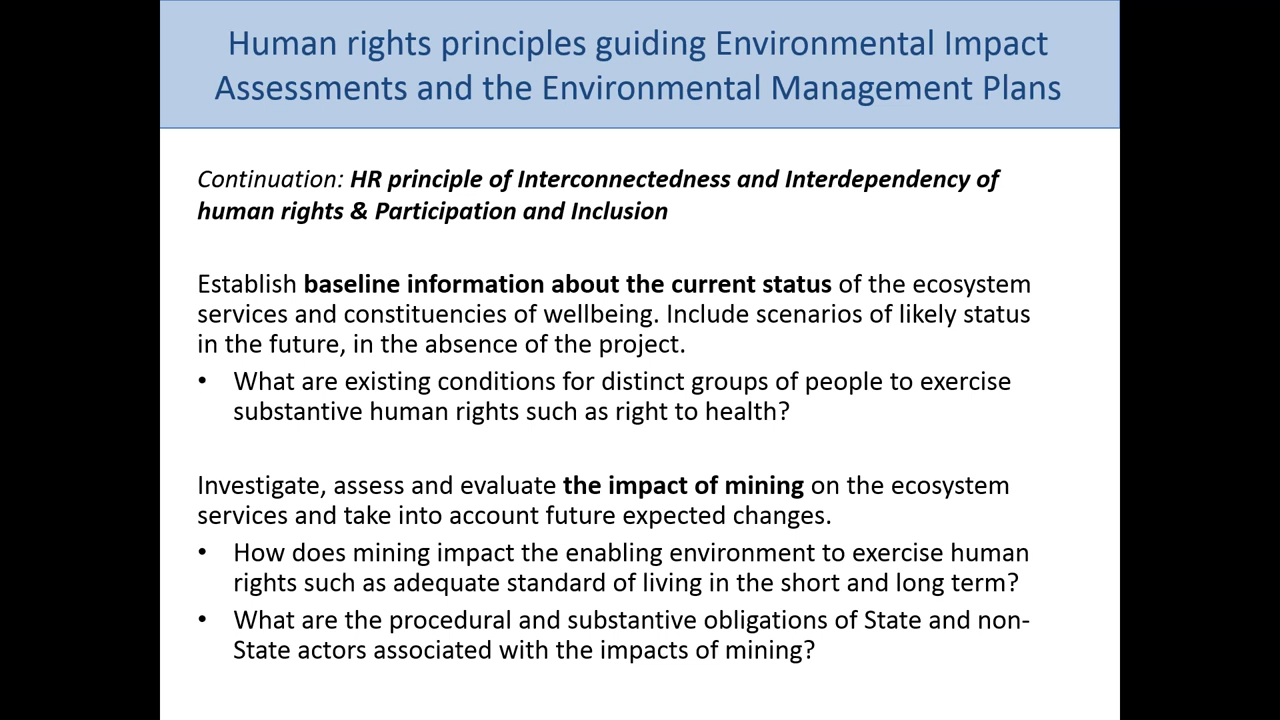 Human rights principles guiding Environmental Impact
Assessments and the Environmental Management Plans
Continuation: HR principle of Interconnectedness and Interdependency of
human rights & Participation and Inclusion
Establish baseline information about the current status of the ecosystem
services and constituencies of wellbeing. Include scenarios of likely status
in the future, in the absence of the project.
• What are existing conditions for distinct groups of people to exercise
substantive human rights such as right to health?
Investigate, assess and evaluate the impact of mining on the ecosystem
services and take into account future expected changes.
• How does mining impact the enabling environment to exercise human
rights such as adequate standard of living in the short and long term?
• What are the procedural and substantive obligations of State and non-
State actors associated with the impacts of mining?